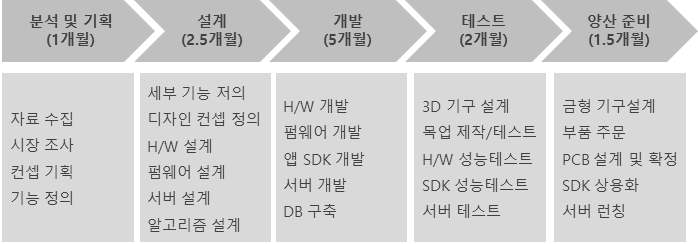 분석 및 기획
(1개월)
설계
(2.5개월)
개발
(5개월)
테스트
(2개월)
양산 준비
(1.5개월)
자료 수집
시장 조사
컨셉 기획
기능 정의
세부 기능 저의
디자인 컨셉 정의
H/W 설계
펌웨어 설계
서버 설계
알고리즘 설계
H/W 개발
펌웨어 개발
앱 SDK 개발
서버 개발
DB 구축
3D 기구 설계
목업 제작/테스트
H/W 성능테스트
SDK 성능테스트
서버 테스트
금형 기구설계
부품 주문
PCB 설계 및 확정
SDK 상용화
서버 런칭